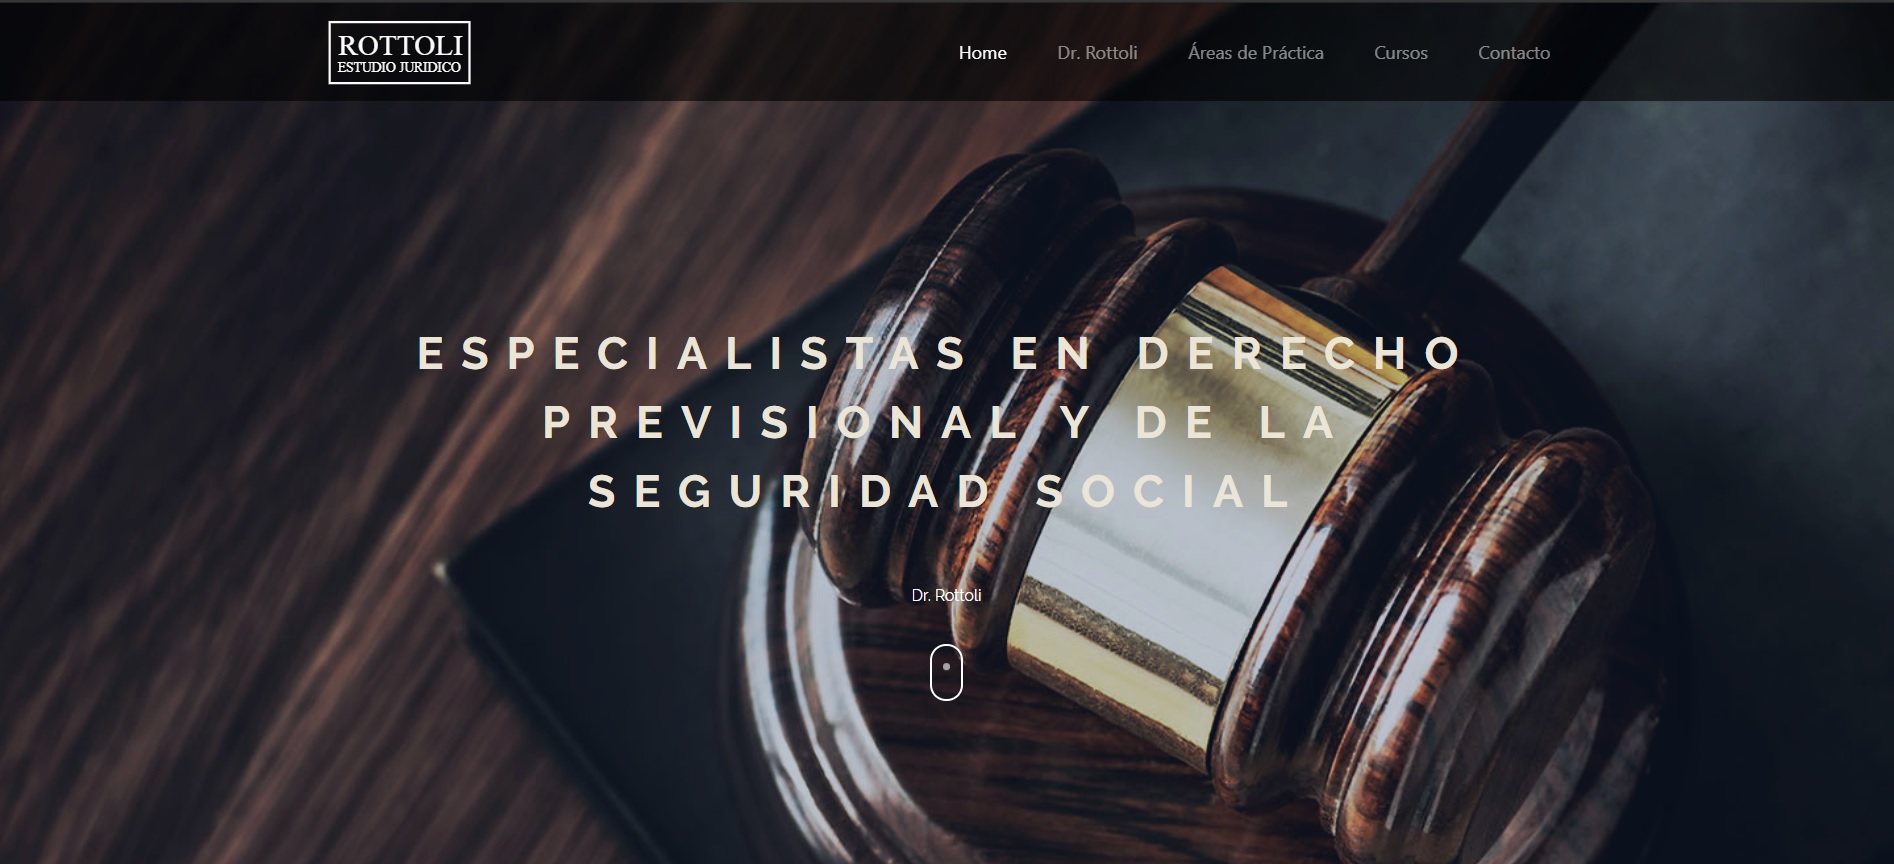 ROTTOLI
ESTUDIO JURIDICO
Home Dr. Rottoli Áreas de Práctica Cursos Contacto
ESPECIALISTAS EN DERECHO
PREVISIONAL Y DE LA
SEGURIDAD SOCIAL
Dr. Rottoli